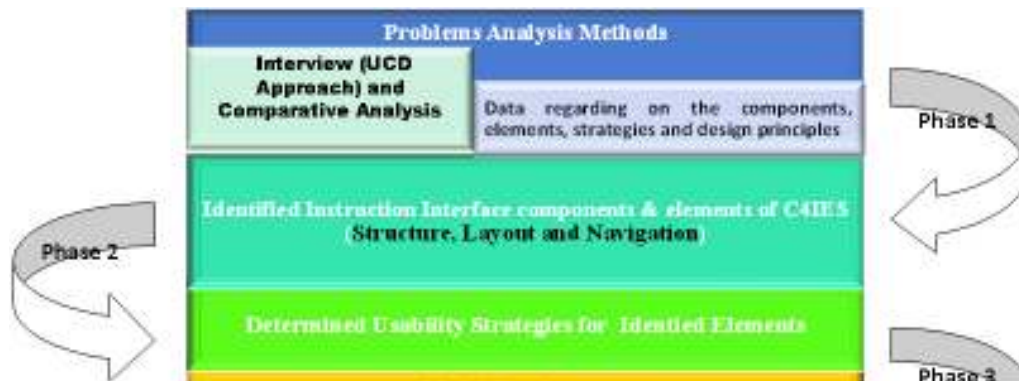 Problems Analysis Methods
Interview (UCD
Approach) and
Comparative Analysis
Data regarding on the components,
elements, strategies and design principles
Phase 1
Identified Instruction Interface components & elements of C4IES
(Structure, Layout and Navigation)
Phase 2
Determined Usability Strategies for Identied Elements
Phase 3